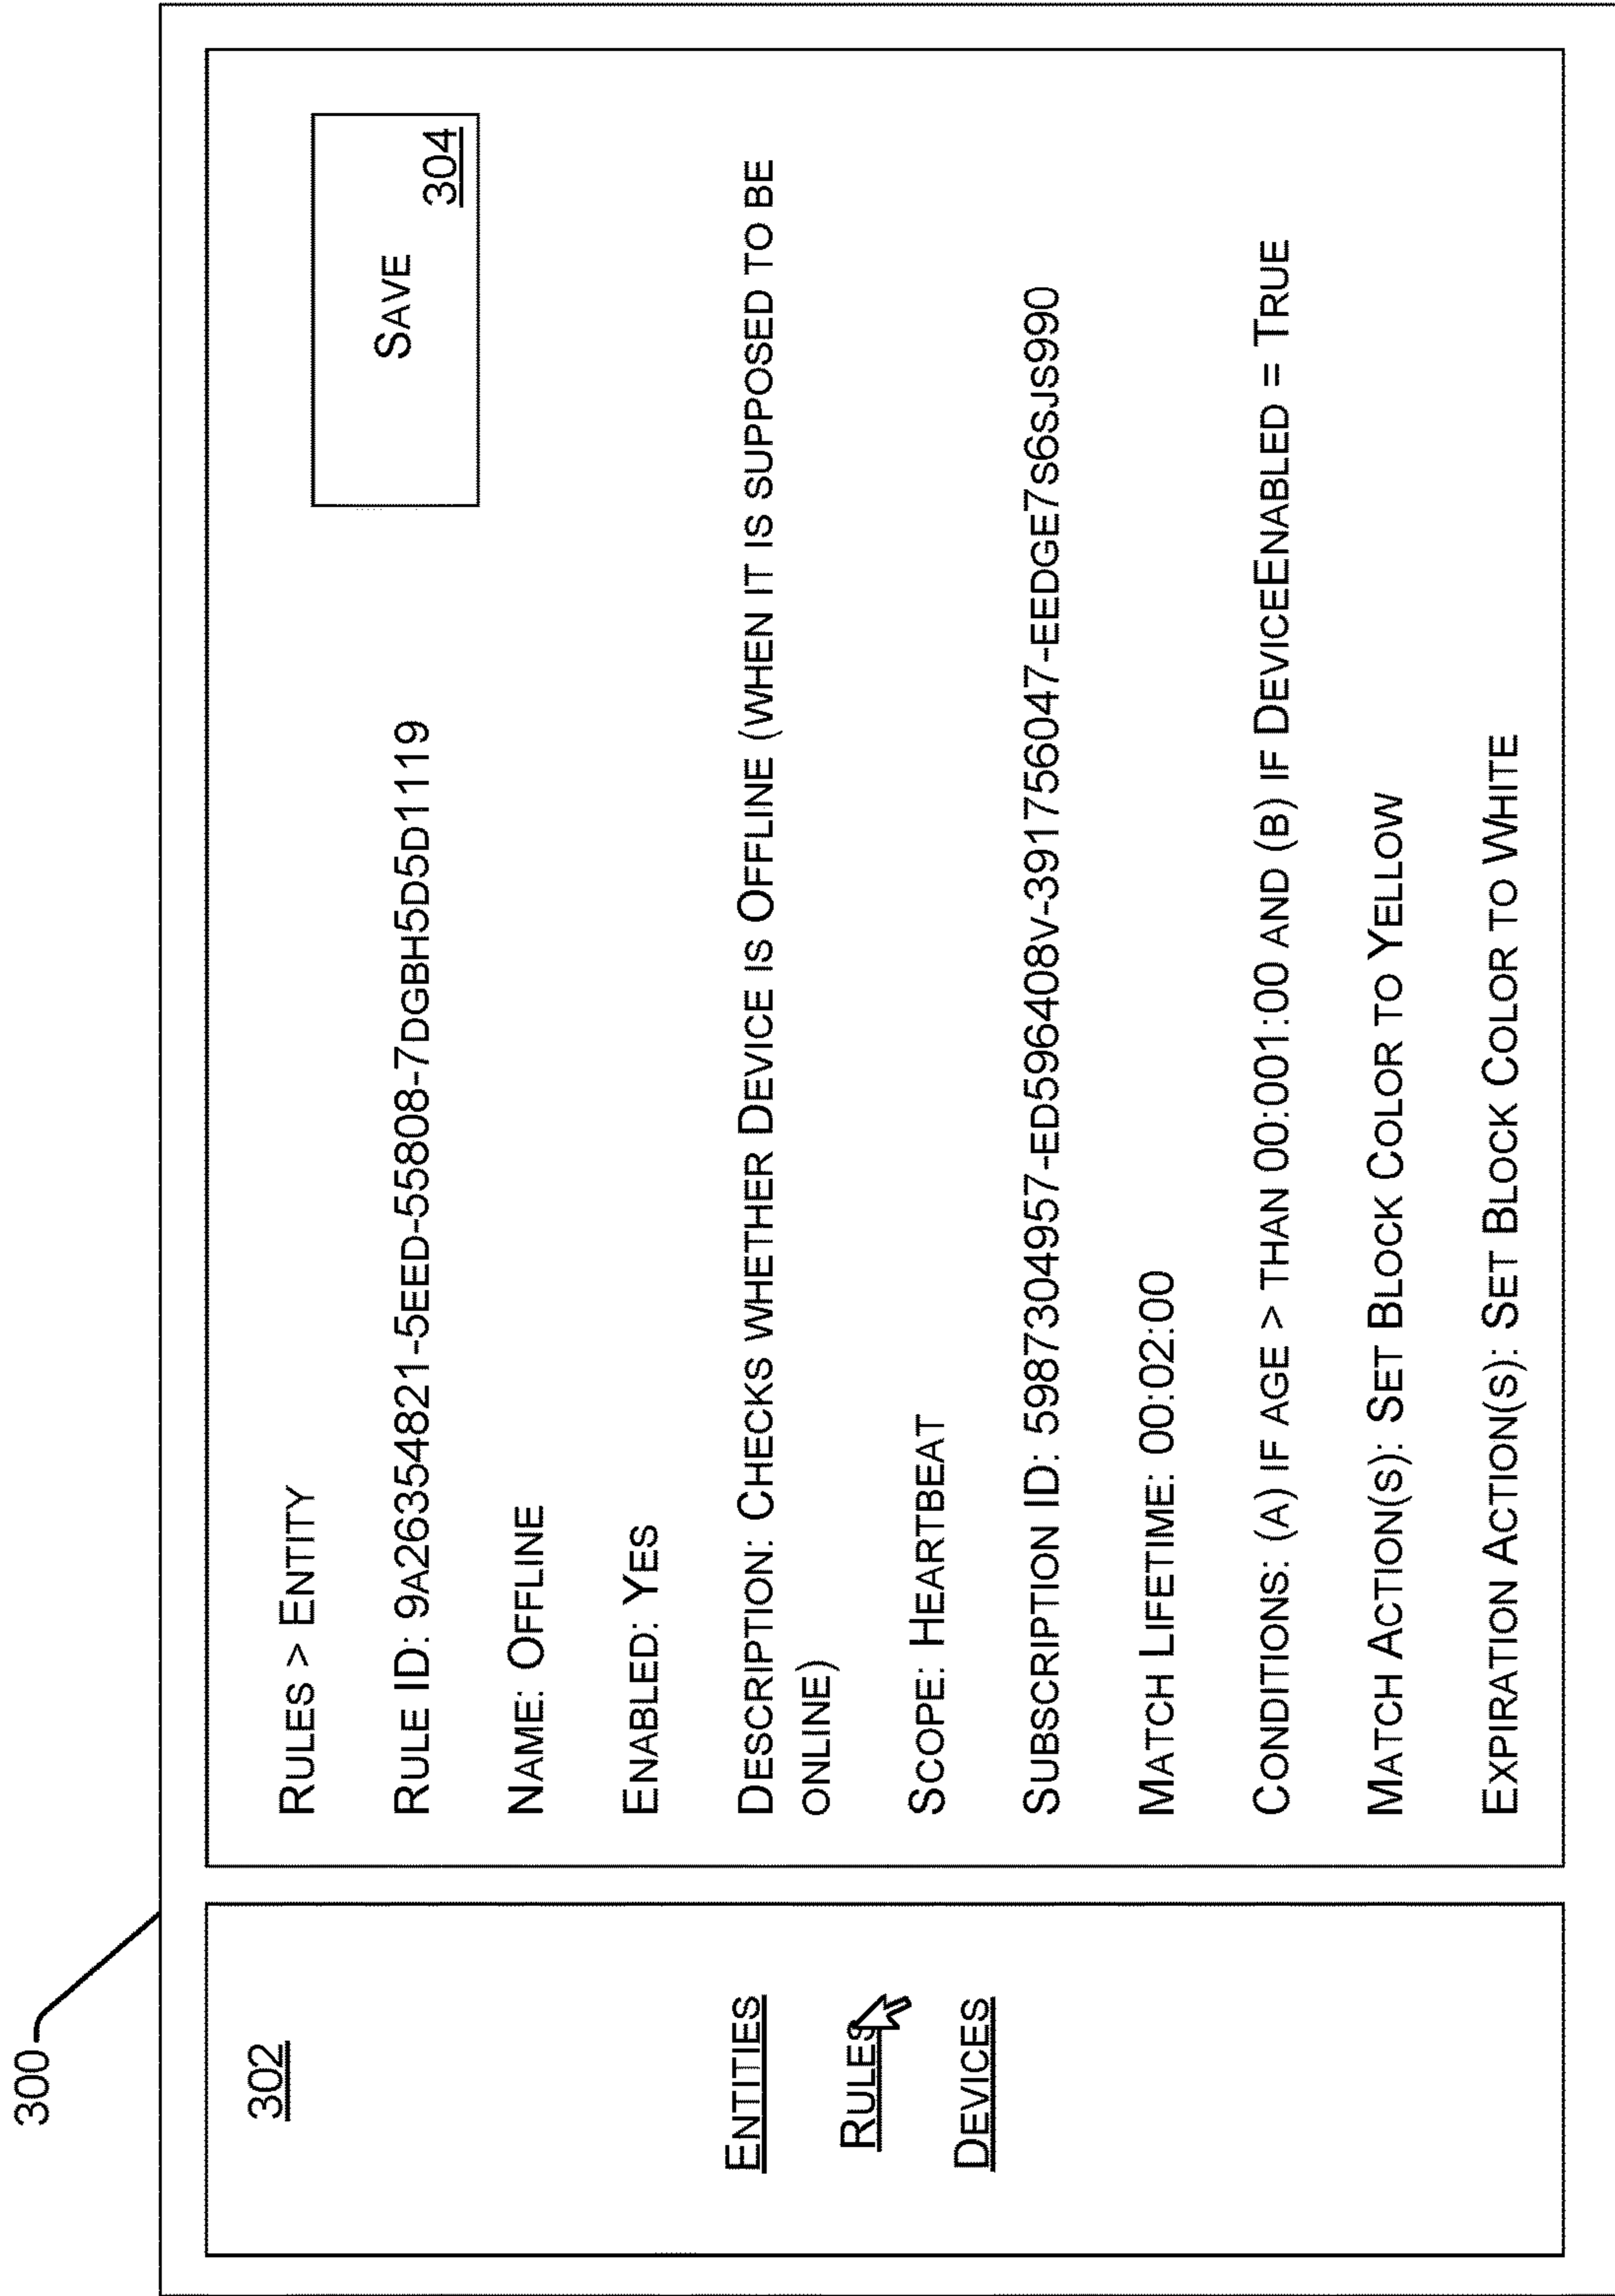 300
302
ENTITIES
RULES
DEVICES
RULES > ENTITY
SAVE
304
RULE ID: 9A26354821-5EED-55808-7DGBH5D5D1119
NAME: OFFLINE
ENABLED: YES
DESCRIPTION: CHECKS WHETHER DEVICE IS OFFLINE (WHEN IT IS SUPPOSED TO BE
ONLINE)
SCOPE: HEARTBEAT
SUBSCRIPTION ID: 5987304957-ED596408V-391756047-EEDGE7S6SJS990
MATCH LIFETIME: 00:02:00
CONDITIONS: (A) IF AGE > THAN 00:001:00 AND (B) IF DEVICEENABLED = TRUE
MATCH ACTION(S): SET BLOCK COLOR TO YELLOW
EXPIRATION ACTION(S): SET BLOCK COLOR TO WHITE